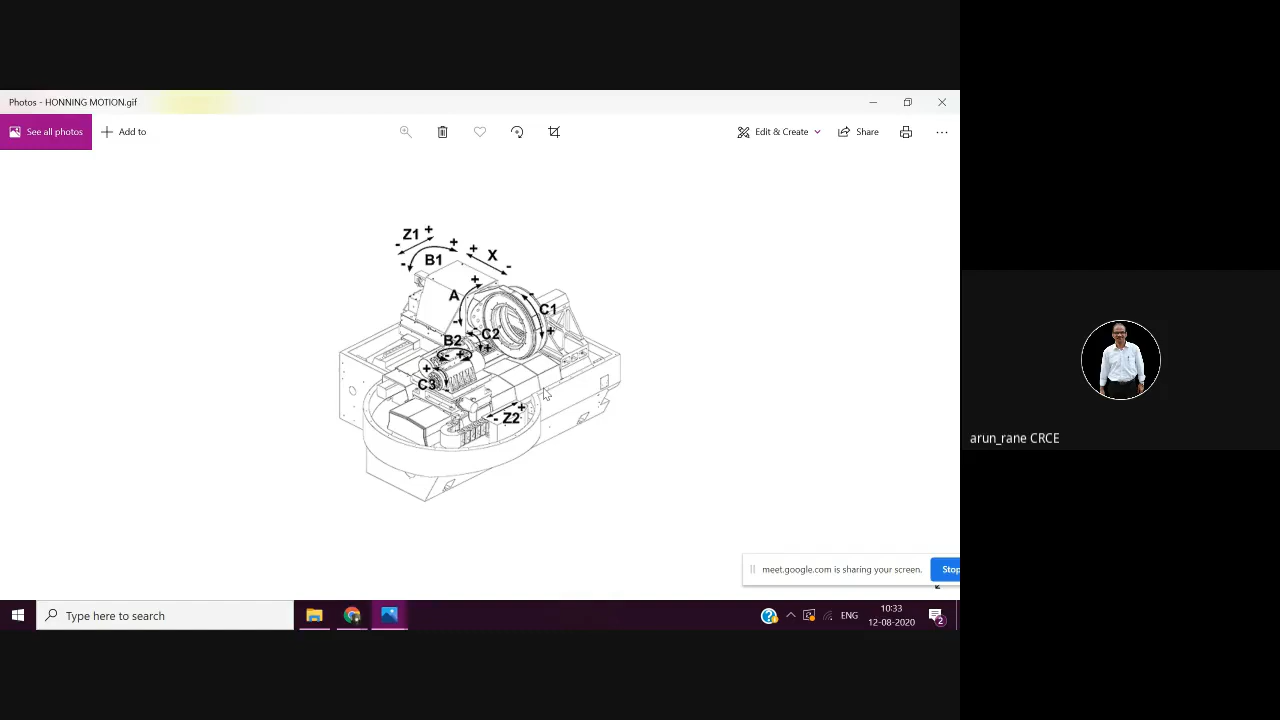 Photos - HONNING MOTION.gif
See all photos
Add to
Edit & Create
Share
Z1 + -
B1 + -
X + -
A + -
C1 - +
C2 +
B2 - +
C3 +
Z2 - +
arun_rane CRCE
meet.google.com is sharing your screen.
Stop
Type here to search
ENG
10:33
12-08-2020
2